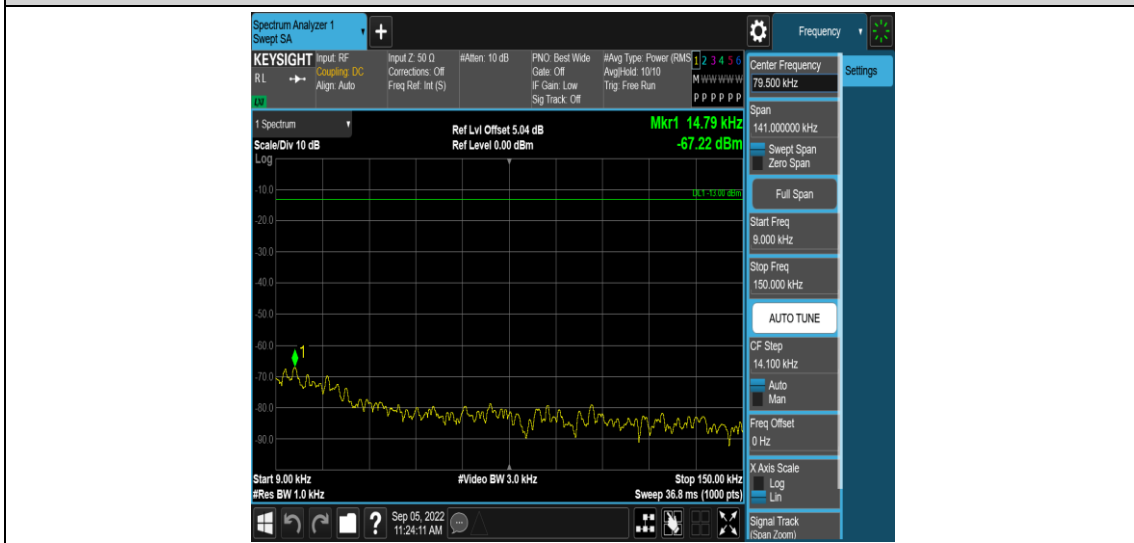 Spectrum Analyzer 1
Swept SA
+
Frequency
KEYSIGHT
RL
LXI
Input: RF
Coupling: DC
Align: Auto
Input Z: 50 Ω
Corrections: Off
Freq Ref: Int (S)
#Atten: 10 dB
PNO: Best Wide
Gate: Off
IF Gain: Low
Sig Track: Off
#Avg Type: Power (RMS
Avg|Hold: 10/10
Trig: Free Run
1 2 3 4 5 6
M W W W W W
P P P P P P
1 Spectrum
Scale/Div 10 dB
Log
Ref Lvl Offset 5.04 dB
Ref Level 0.00 dBm
Mkr1 14.79 kHz
-67.22 dBm
DL1 -13.00 dBm
-10.0
-20.0
-30.0
-40.0
-50.0
-60.0
-70.0
-80.0
-90.0
1
Start 9.00 kHz
#Res BW 1.0 kHz
#Video BW 3.0 kHz
Stop 150.00 kHz
Sweep 36.8 ms (1000 pts)
?
Sep 05, 2022
11:24:11 AM
Center Frequency
79.500 kHz
Settings
Span
141.000000 kHz
Swept Span
Zero Span
Full Span
Start Freq
9.000 kHz
Stop Freq
150.000 kHz
AUTO TUNE
CF Step
14.100 kHz
Auto
Man
Freq Offset
0 Hz
X Axis Scale
Log
Lin
Signal Track
(Span Zoom)